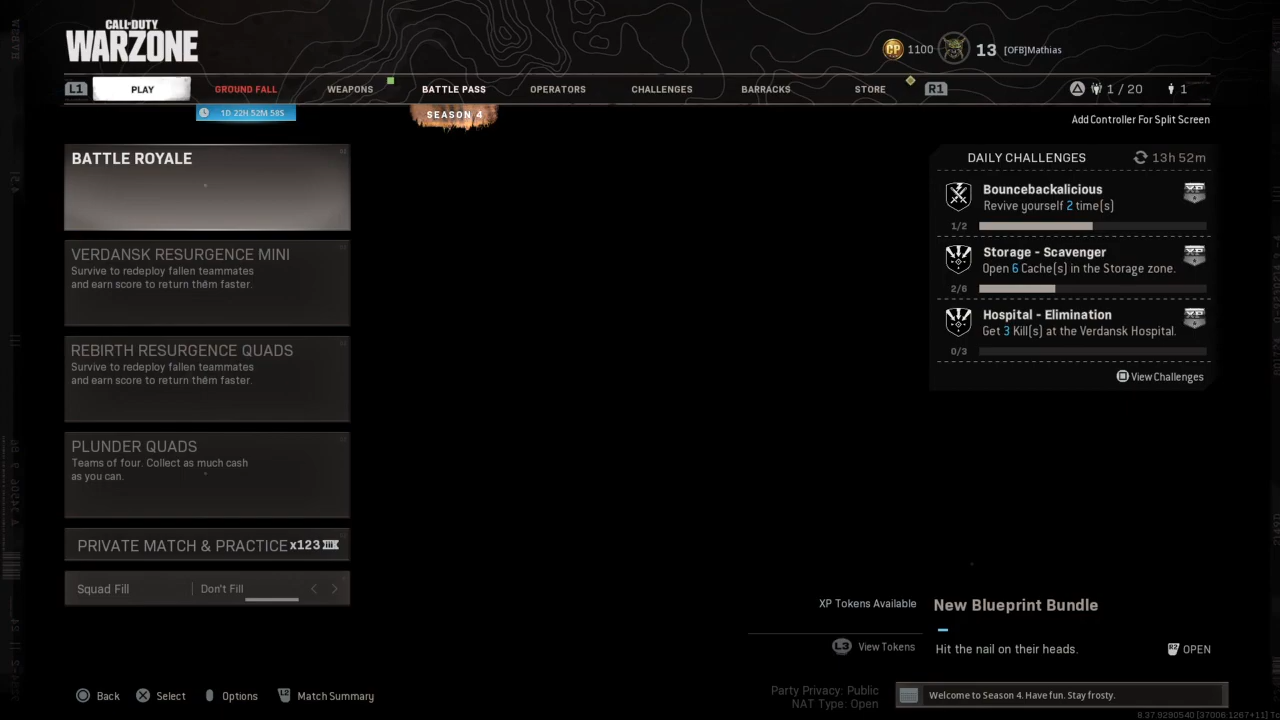 CALL·DUTY
WARZONE
CP 1100 13 [OFB]Mathias
L1 PLAY GROUND FALL WEAPONS BATTLE PASS OPERATORS CHALLENGES BARRACKS STORE R1 1 / 20 1
1D 22H 52M 58S
SEASON 4
Add Controller For Split Screen
BATTLE ROYALE
VERDANSK RESURGENCE MINI
Survive to redeploy fallen teammates
and earn score to return them faster.
REBIRTH RESURGENCE QUADS
Survive to redeploy fallen teammates
and earn score to return them faster.
PLUNDER QUADS
Teams of four. Collect as much cash
as you can.
PRIVATE MATCH & PRACTICE x123
Squad Fill Don't Fill
DAILY CHALLENGES 13h 52m
Bouncebackalicious XP
Revive yourself 2 time(s)
1/2
Storage - Scavenger XP
Open 6 Cache(s) in the Storage zone.
2/6
Hospital - Elimination XP
Get 3 Kill(s) at the Verdansk Hospital.
0/3
View Challenges
XP Tokens Available
L3 View Tokens
New Blueprint Bundle
Hit the nail on their heads. R2 OPEN
Back Select Options L2 Match Summary
Party Privacy: Public
NAT Type: Open
Welcome to Season 4. Have fun. Stay frosty.